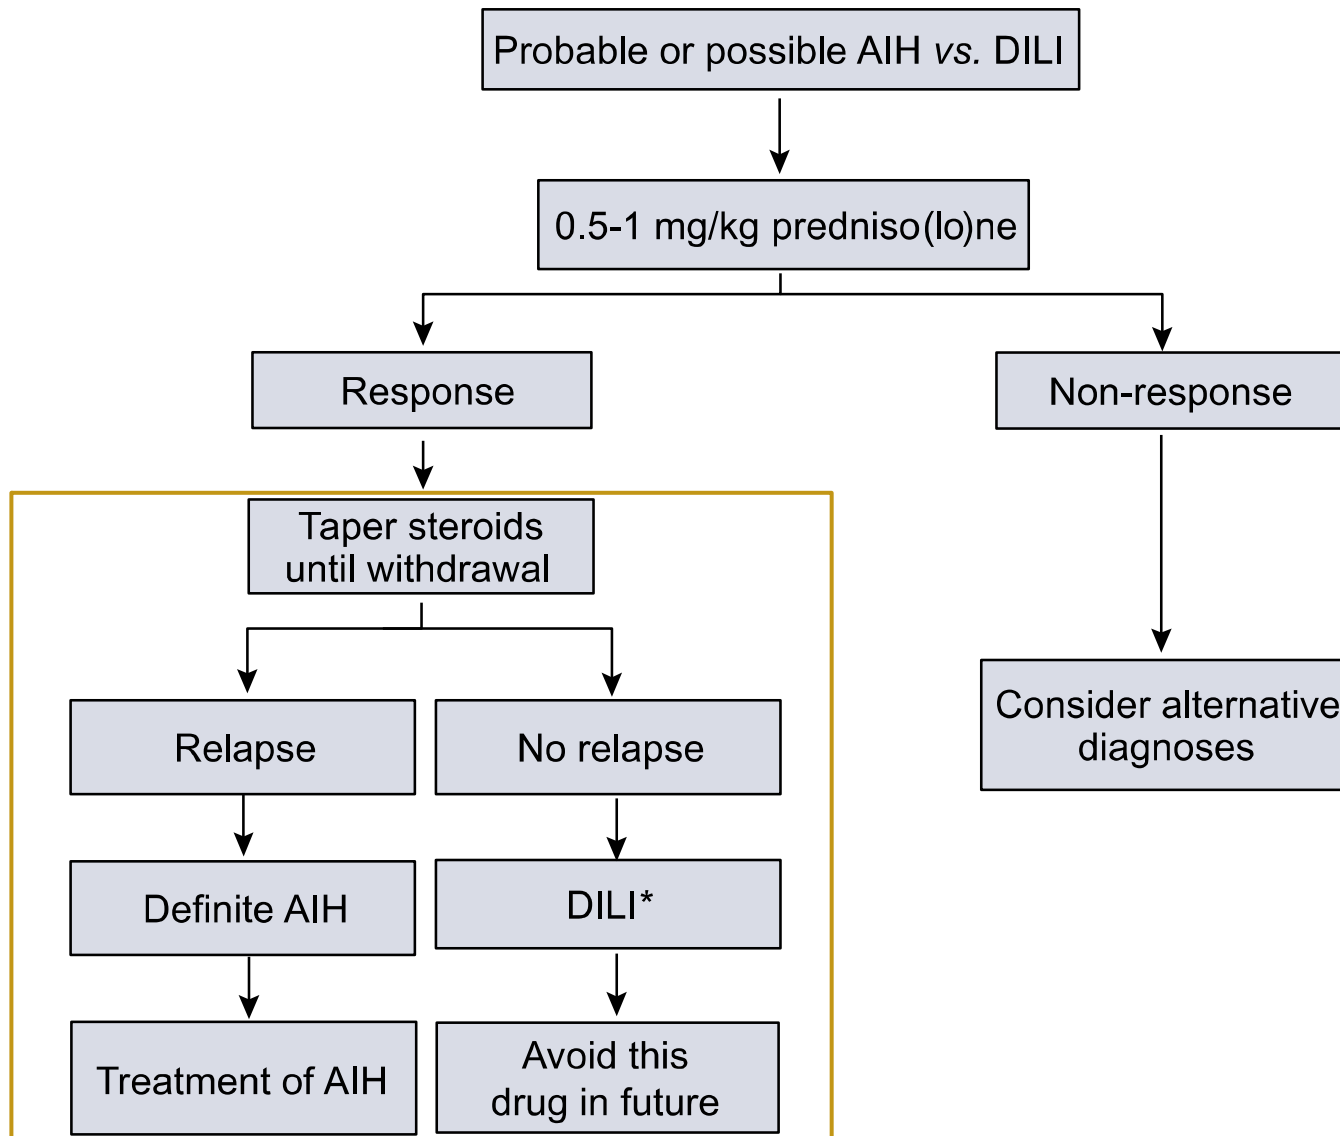 Probable or possible AIH vs. DILI
0.5-1 mg/kg predniso(lo)ne
Response
Non-response
Taper steroids
until withdrawal
Relapse
No relapse
Consider alternative
diagnoses
Definite AIH
DILI*
Treatment of AIH
Avoid this
drug in future